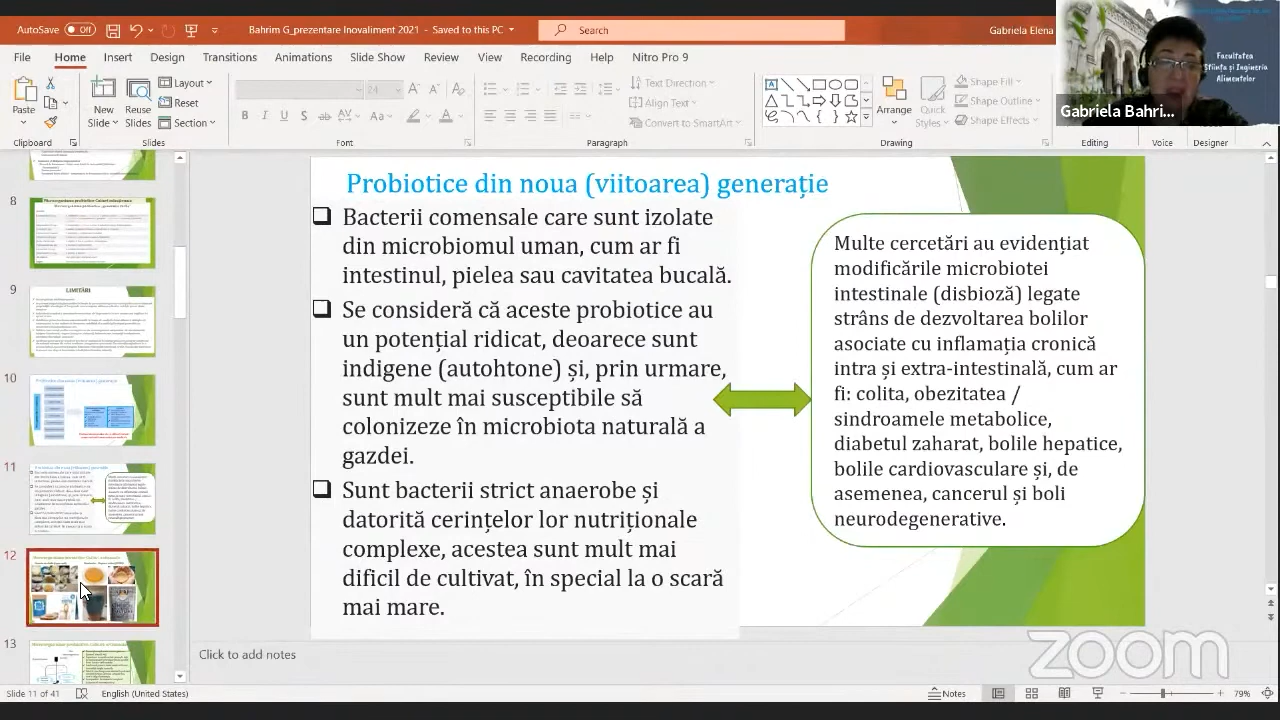 AutoSave Off
Bahrim G_prezentare Inovaliment 2021 - Saved to this PC
Search
Gabriela Elena
File Home Insert Design Transitions Animations Slide Show Review View Recording Help Nitro Pro 9
Paste
New Slide
Reuse Slides
Layout
Reset
Section
Text Direction
Align Text
Convert to SmartArt
Arrange
Quick Styles
Shape Fill
Shape Outline
Shape Effects
Clipboard Slides Font Paragraph Drawing Editing Voice Designer
Facultatea
Știința și Ingineria
Alimentelor
Gabriela Bahri...
8
9
LIMITĂRI
10
11
12
13
Probiotice din noua (viitoarea) generație
Bacterii comensale care sunt izolate
din microbiom uman, cum ar fi
intestinul, pielea sau cavitatea bucală.
Se consideră că aceste probiotice au
un potențial ridicat, deoarece sunt
indigene (autohtone) și, prin urmare,
sunt mult mai susceptibile să
colonizeze în microbiota naturală a
gazdei.
Sunt bacterii strict anaerobe și
datorită cerințelor lor nutriționale
complexe, acestea sunt mult mai
dificil de cultivat, în special la o scară
mai mare.
Multe cercetări au evidențiat
modificările microbiotei
intestinale (disbioză) legate
strâns de dezvoltarea bolilor
asociate cu inflamația cronică
intra și extra-intestinală, cum ar
fi: colita, obezitatea /
sindroamele metabolice,
diabetul zaharat, bolile hepatice,
bolile cardiovasculare și, de
asemenea, cancerul și boli
neurodegenerative.
Click to add notes
zoom
Slide 11 of 41
English (United States)
Notes
79%